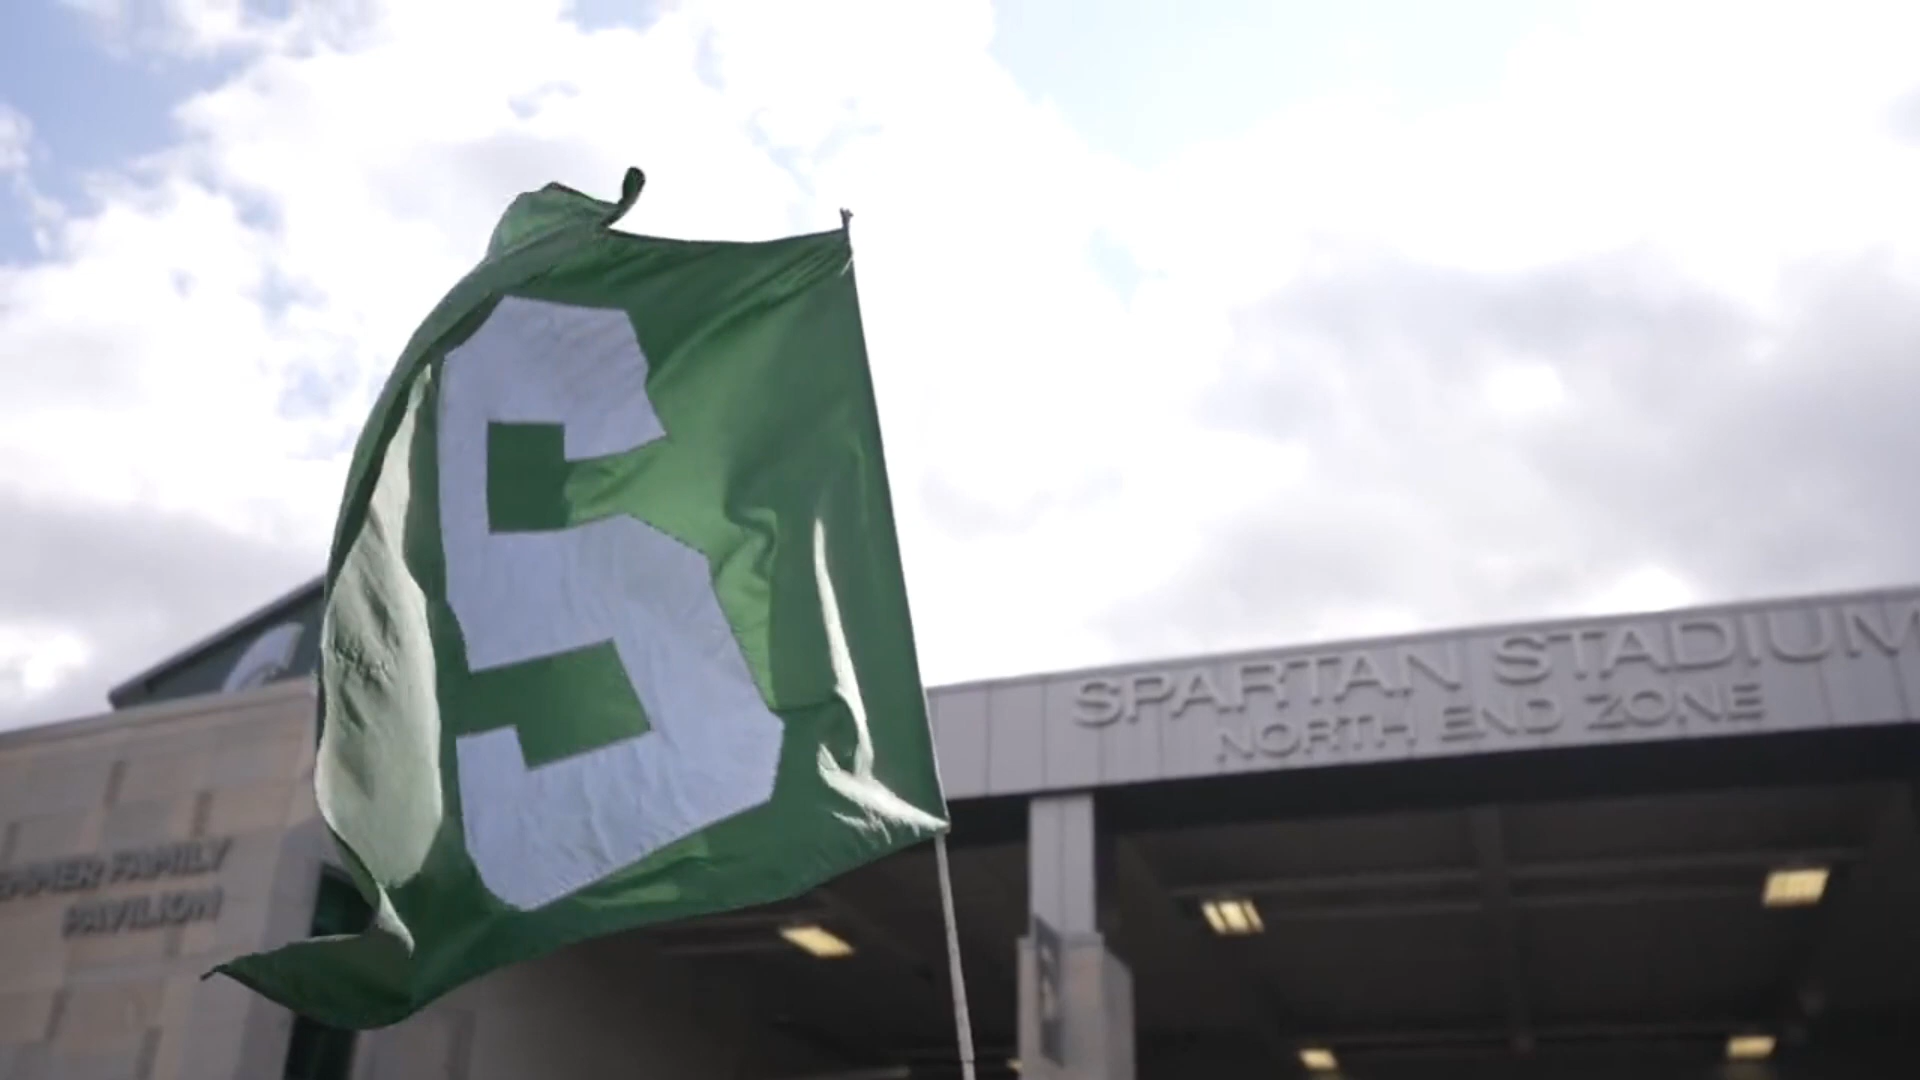 S
SPARTAN STADIUM
NORTH END ZONE
FAMILY
PAVILION